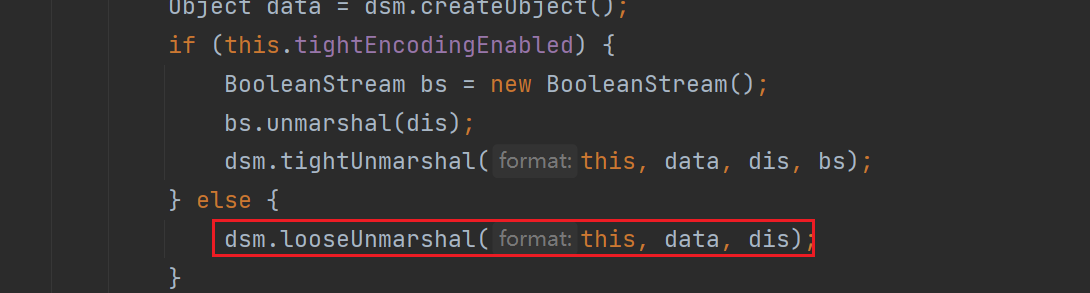 Object data = dsm.createObject();
if (this.tightEncodingEnabled) {
BooleanStream bs = new BooleanStream();
bs.unmarshal(dis);
dsm.tightUnmarshal( format: this, data, dis, bs);
} else {
dsm.looseUnmarshal( format: this, data, dis);
}